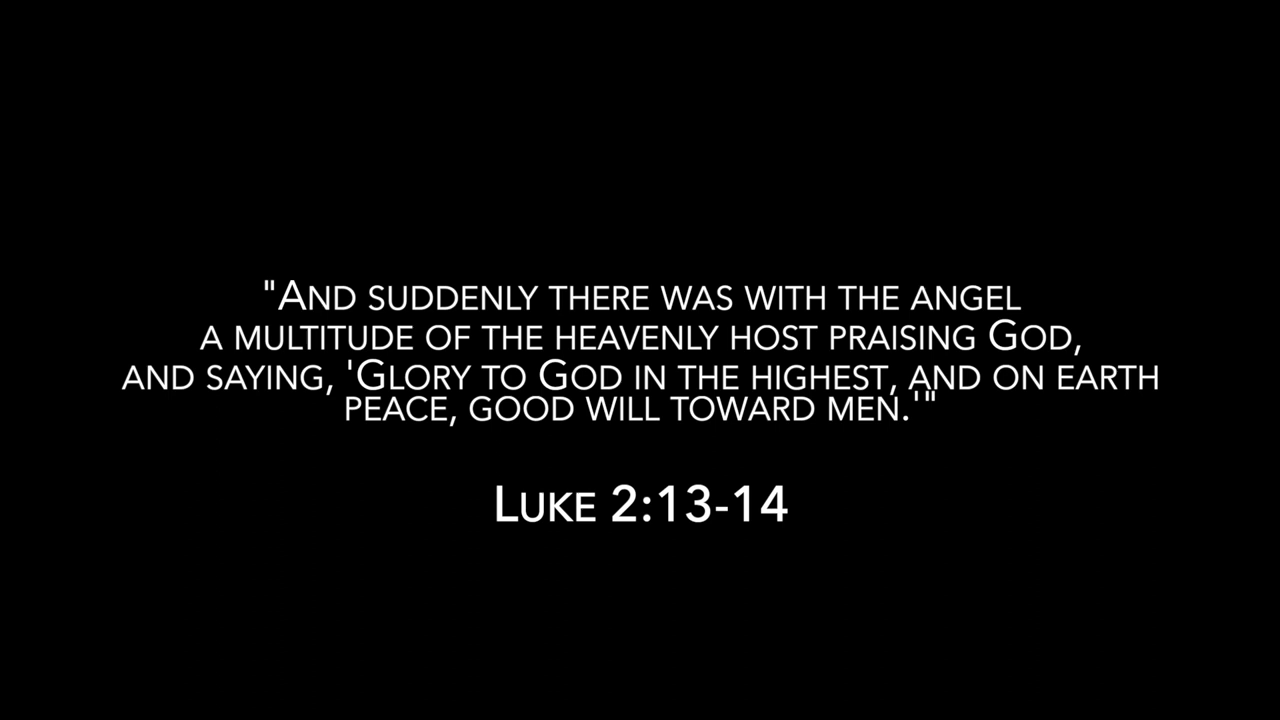 "And suddenly there was with the angel
a multitude of the heavenly host praising God,
and saying, 'Glory to God in the highest, and on earth
peace, good will toward men.'"
Luke 2:13-14